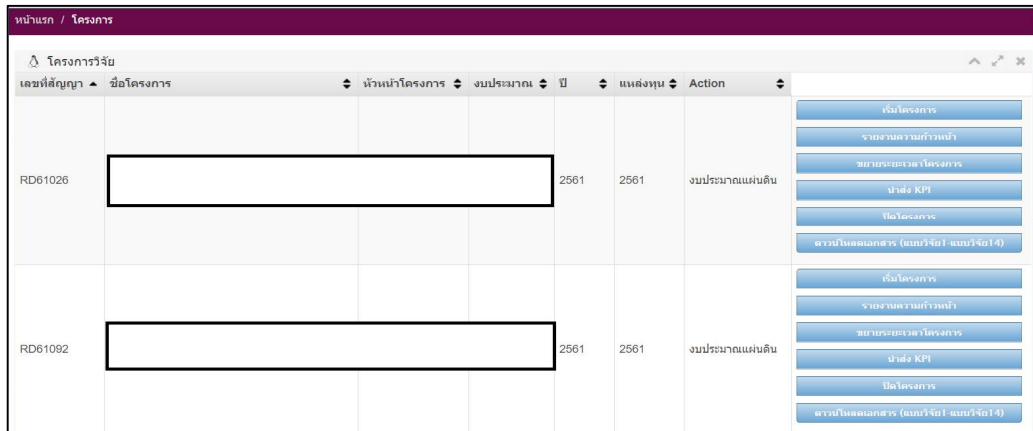 หน้าแรก / โครงการ
โครงการวิจัย
เลขที่สัญญา ชื่อโครงการ หัวหน้าโครงการ งบประมาณ ปี แหล่งทุน Action
เริ่มโครงการ
รายงานความก้าวหน้า
ขยายระยะเวลาโครงการ
RD61026 2561 2561 งบประมาณแผ่นดิน
นำส่ง KPI
ปิดโครงการ
ดาวน์โหลดเอกสาร (แบบวิจัย1-แบบวิจัย14)
เริ่มโครงการ
รายงานความก้าวหน้า
ขยายระยะเวลาโครงการ
RD61092 2561 2561 งบประมาณแผ่นดิน
นำส่ง KPI
ปิดโครงการ
ดาวน์โหลดเอกสาร (แบบวิจัย1-แบบวิจัย14)